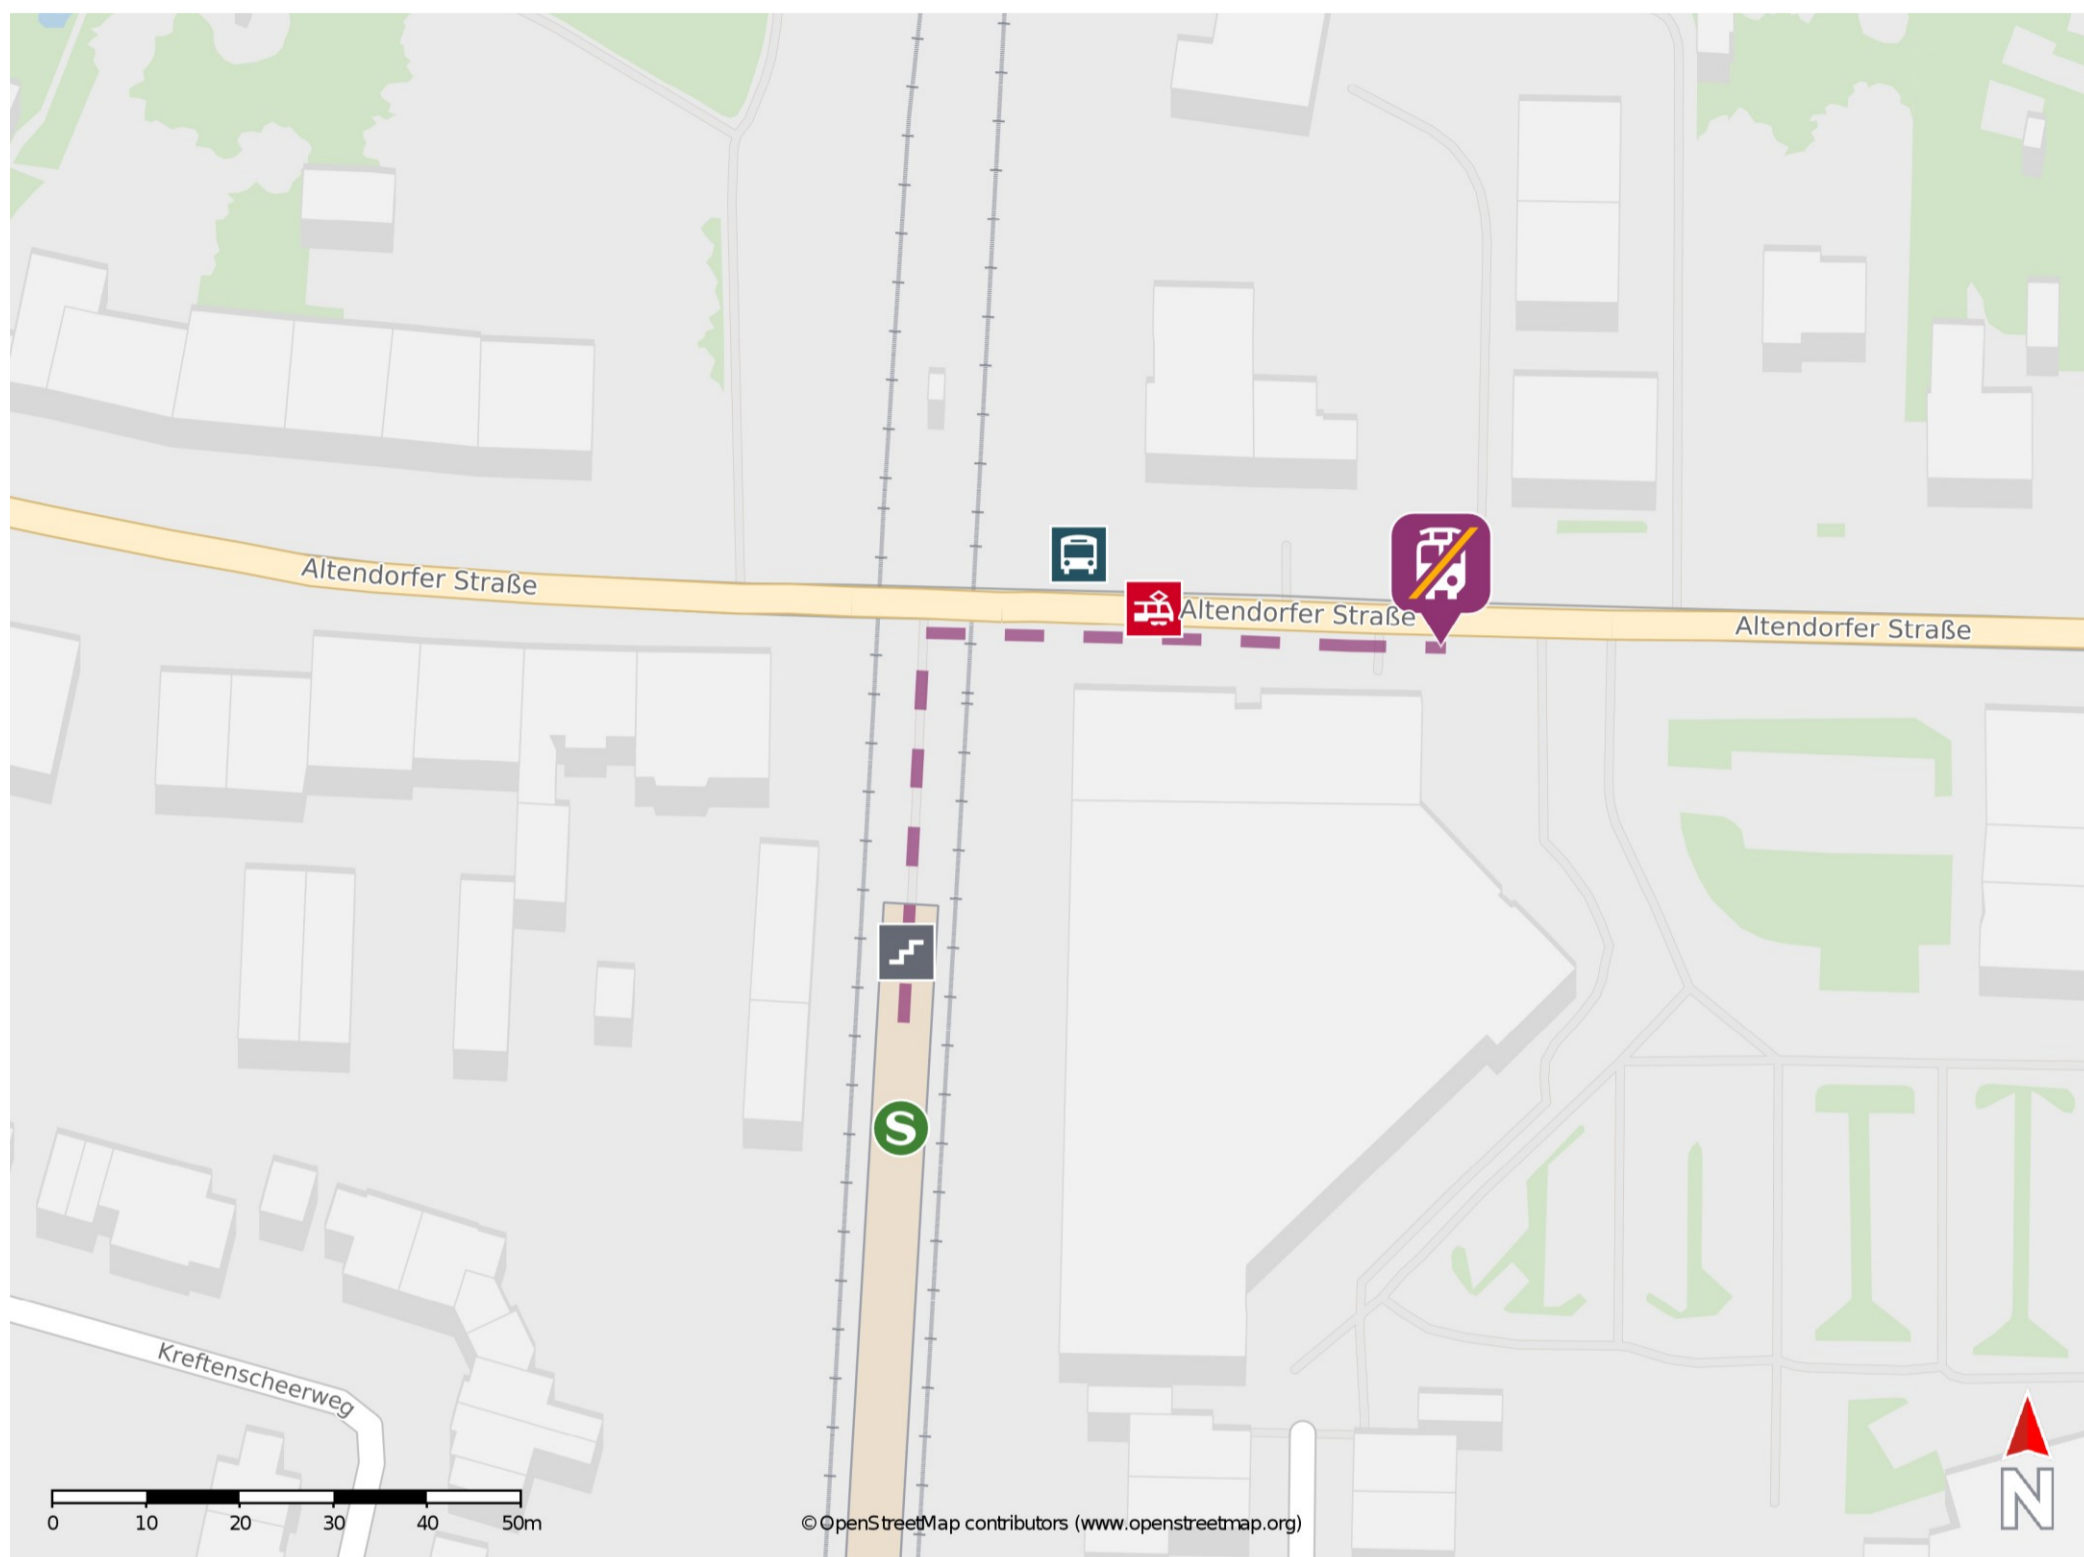 Altendorfer Straße
Altendorfer Straße
Altendorfer Straße
S
Kreftenscheerweg
0 10 20 30 40 50m
©OpenStreetMap contributors (www.openstreetmap.org)
N